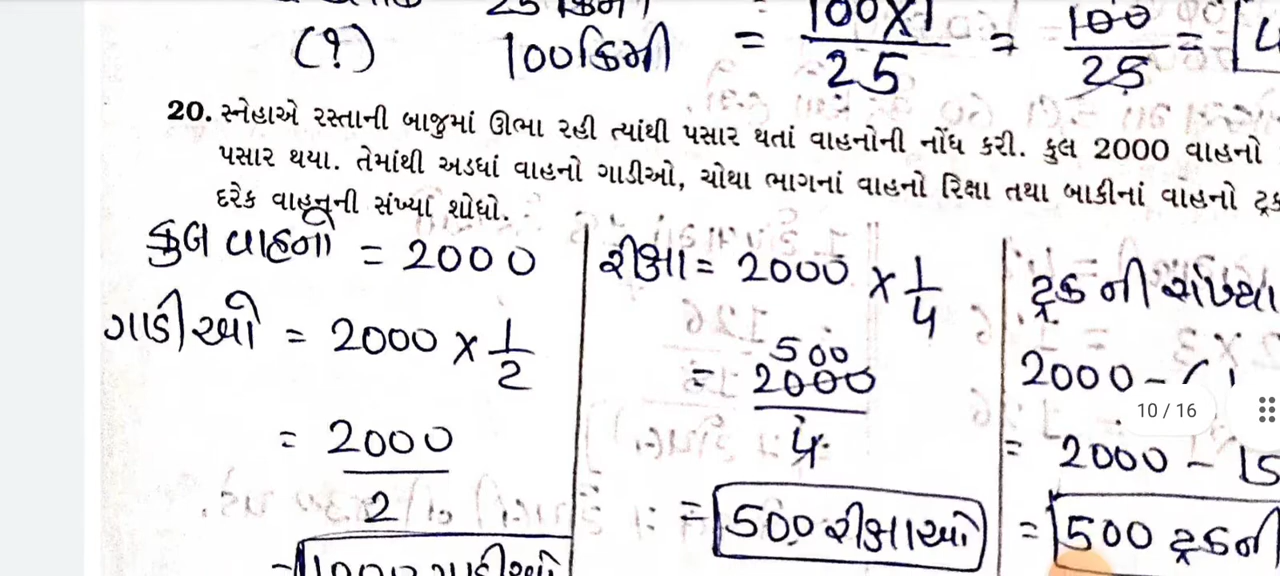 (૧) 100 કિમી = 100×1 / 25 = 100 / 25 =
20. સ્નેહાએ રસ્તાની બાજુમાં ઊભા રહી ત્યાંથી પસાર થતાં વાહનોની નોંધ કરી. કુલ 2000 વાહનો
પસાર થયા. તેમાંથી અડધાં વાહનો ગાડીઓ, ચોથા ભાગનાં વાહનો રિક્ષા તથા બાકીનાં વાહનો ટ્રક
દરેક વાહનની સંખ્યા શોધો.
કુલ વાહનો = 2000
ગાડીઓ = 2000 × 1/2
= 2000 / 2
= 1000 ગાડીઓ
રીક્ષા = 2000 × 1/4
500
= 2000 / 4
= 500 રીક્ષાઓ
ટ્રક ની સંખ્યા
2000 - (
= 2000 - 15
= 500 ટ્રકની
10 / 16